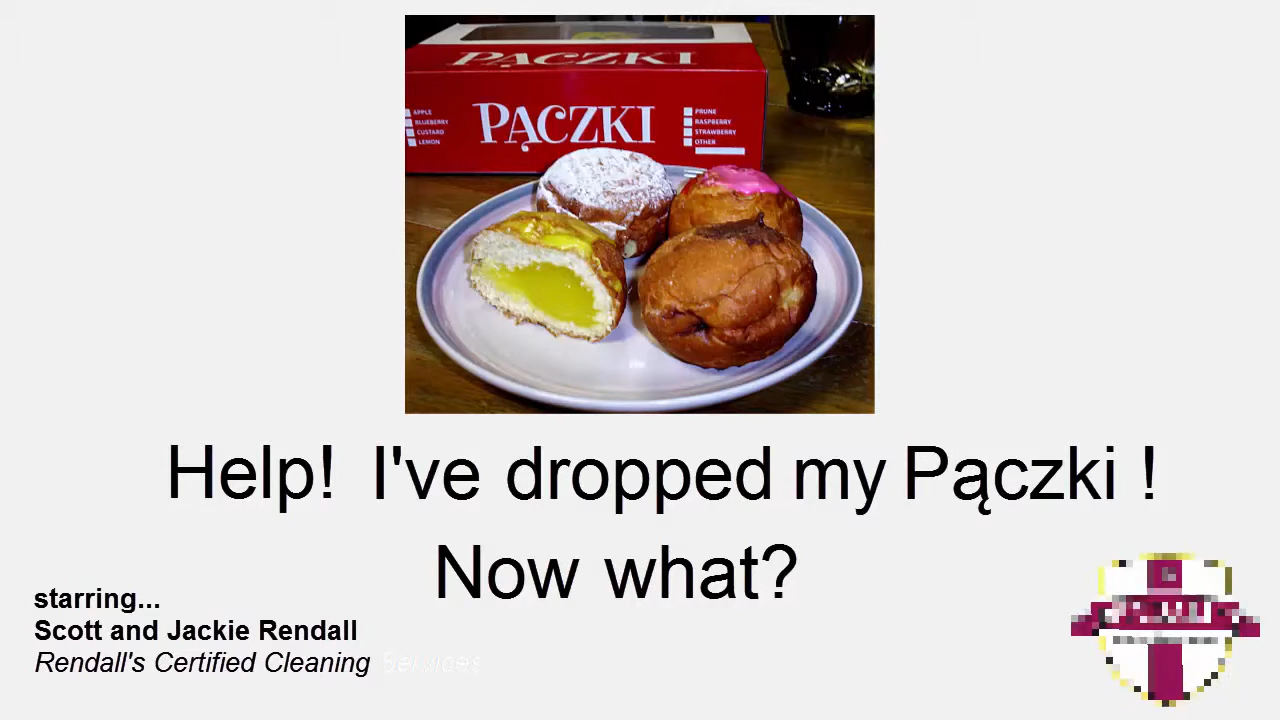 PĄCZKI
PĄCZKI
APPLE
BLUEBERRY
CUSTARD
LEMON
PRUNE
RASPBERRY
STRAWBERRY
OTHER
Help! I've dropped my Pączki !
Now what?
starring...
Scott and Jackie Rendall
Rendall's Certified Cleaning Services